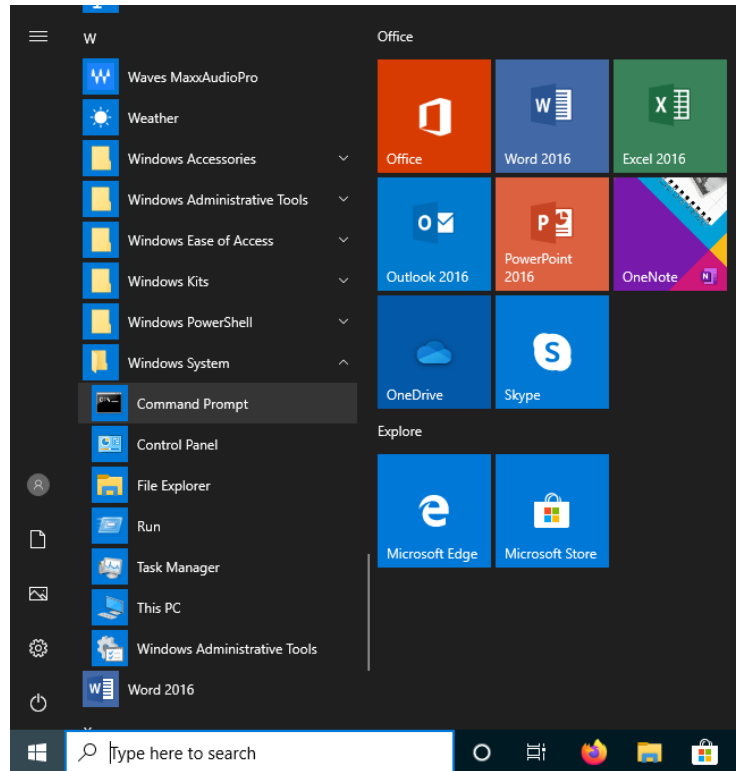 W
Waves MaxxAudioPro
Weather
Windows Accessories
Windows Administrative Tools
Windows Ease of Access
Windows Kits
Windows PowerShell
Windows System
Command Prompt
Control Panel
File Explorer
Run
Task Manager
This PC
Windows Administrative Tools
Word 2016
Office
Office
Word 2016
Excel 2016
Outlook 2016
PowerPoint
2016
OneNote
OneDrive
Skype
Explore
Microsoft Edge
Microsoft Store
Type here to search